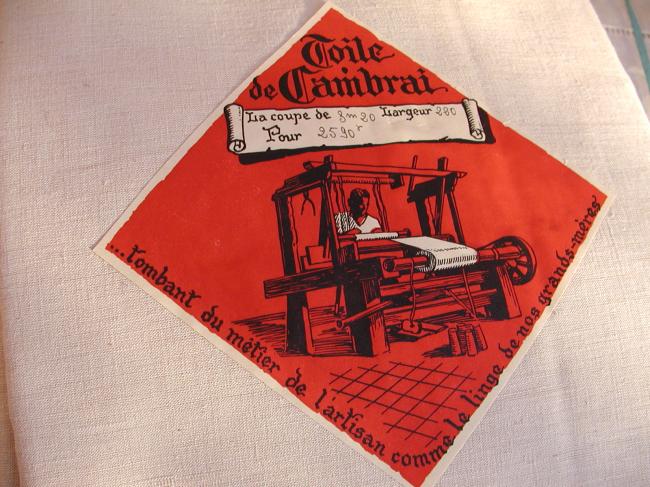 Toile
de Cambrai
La coupe de 3m20 Largeur 280
Pour 2590F
...tombant du métier de l'artisan comme le linge de nos grands-mères